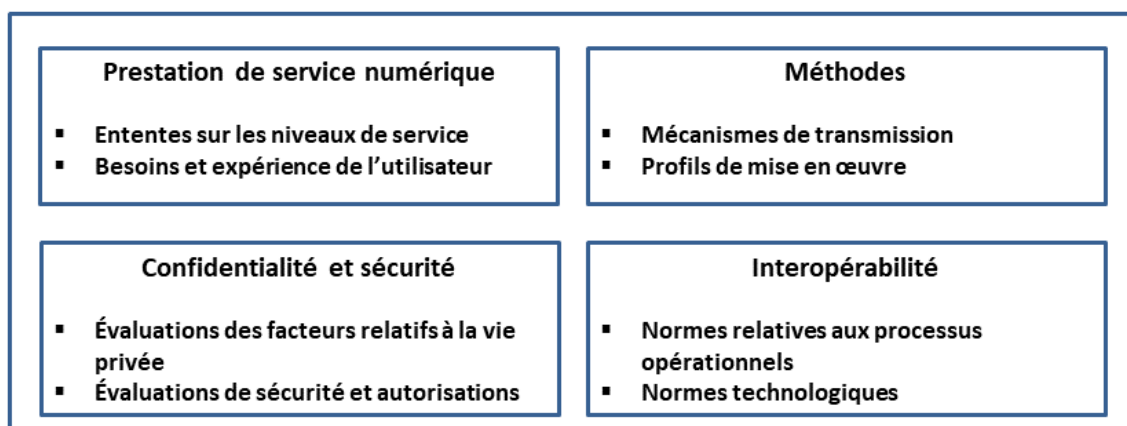 Prestation de service numérique
▪ Ententes sur les niveaux de service
▪ Besoins et expérience de l’utilisateur
Méthodes
▪ Mécanismes de transmission
▪ Profils de mise en œuvre
Confidentialité et sécurité
▪ Évaluations des facteurs relatifs à la vie
privée
▪ Évaluations de sécurité et autorisations
Interopérabilité
▪ Normes relatives aux processus
opérationnels
▪ Normes technologiques